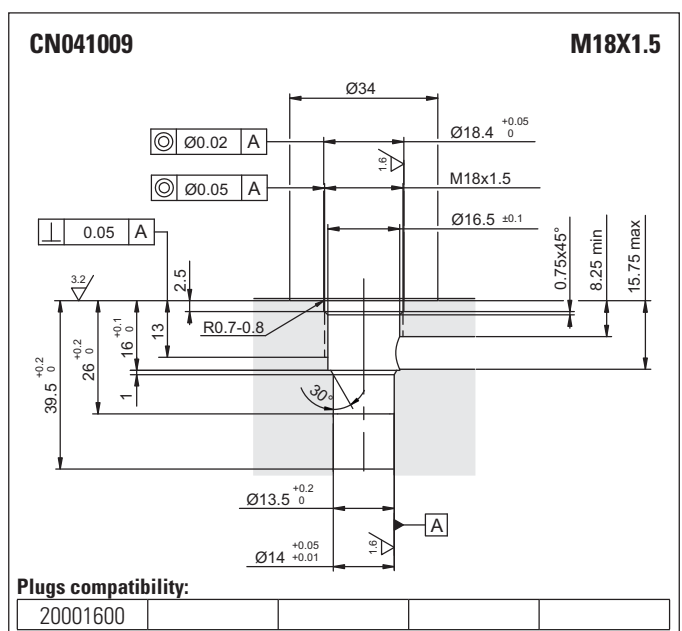 CN041009 M18X1.5
Ø34
Ø0.02 A
Ø18.4 +0.05 0
1.6
Ø0.05 A
M18x1.5
Ø16.5 ±0.1
0.05 A
3.2
2.5
0.75x45°
8.25 min
15.75 max
R0.7-0.8
13
16 +0.1 0
1
26 +0.2 0
39.5 +0.2 0
30°
Ø13.5 +0.2 0
A
1.6
Ø14 +0.05 +0.01
Plugs compatibility:
20001600